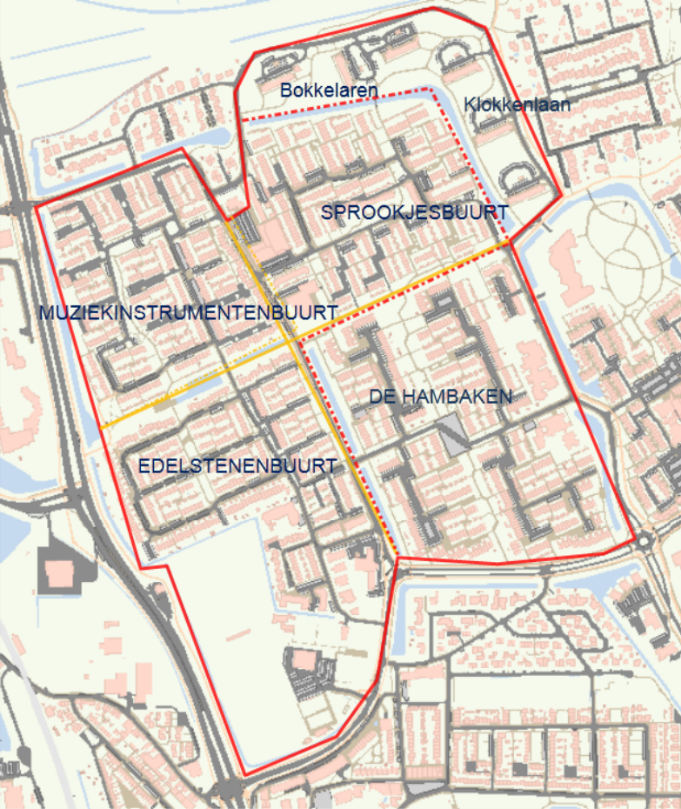 Bokkelaren
Klokkenlaan
SPROOKJESBUURT
MUZIEKINSTRUMENTENBUURT
DE HAMBAKEN
EDELSTENENBUURT